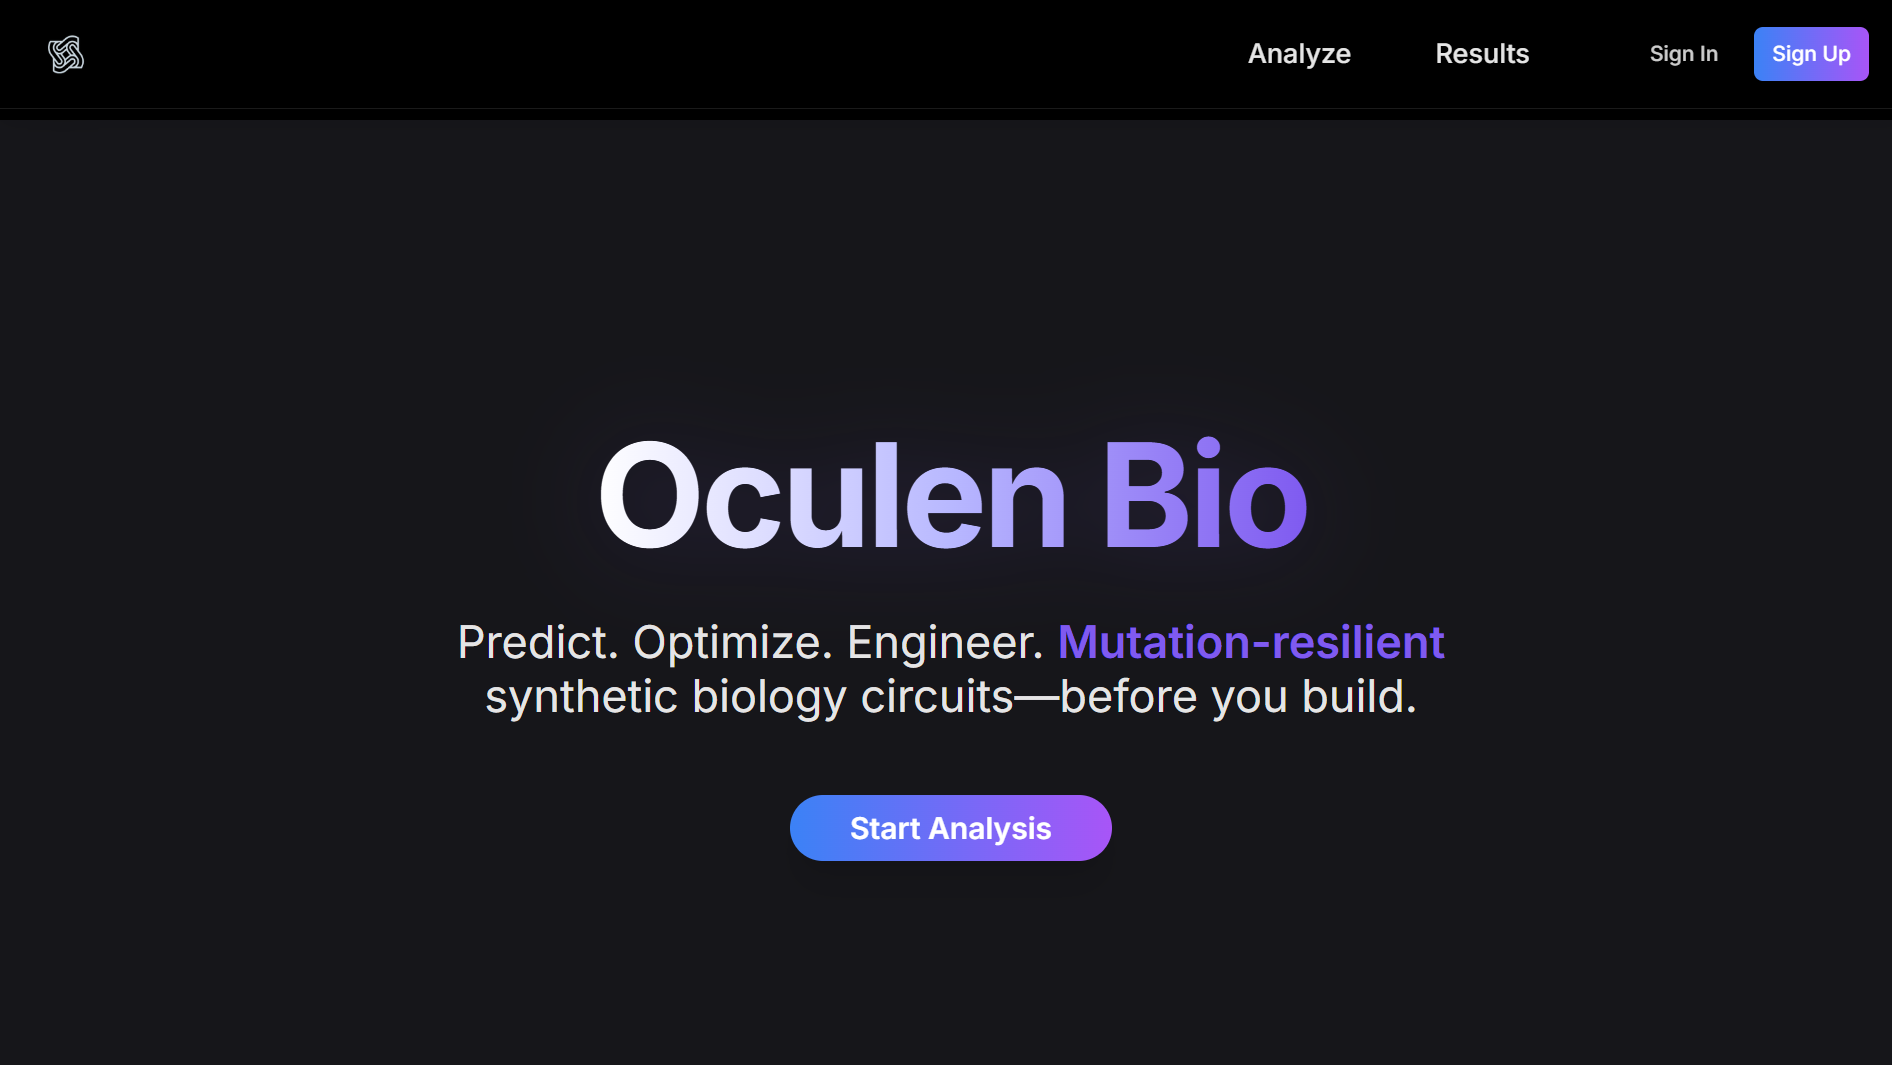 Analyze
Results
Sign In
Sign Up
Oculen Bio
Predict. Optimize. Engineer. Mutation-resilient
synthetic biology circuits—before you build.
Start Analysis